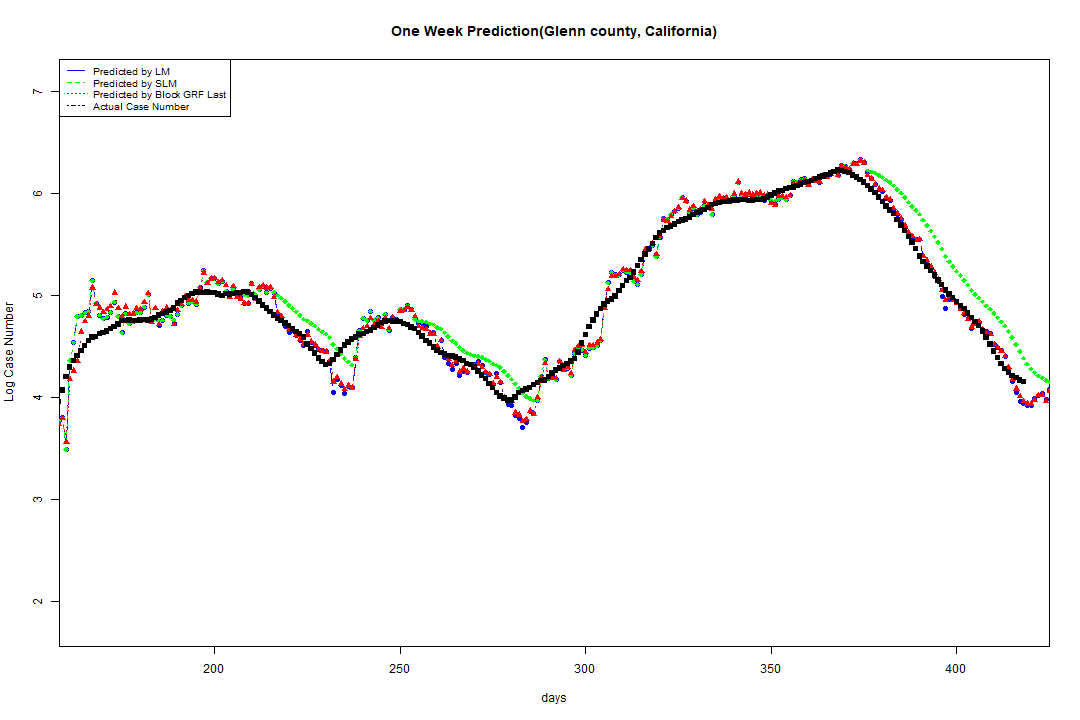 One Week Prediction(Glenn county, California)
Predicted by LM
Predicted by SLM
Predicted by Block GRF Last
Actual Case Number
7
6
5
4
3
2
Log Case Number
200 250 300 350 400
days